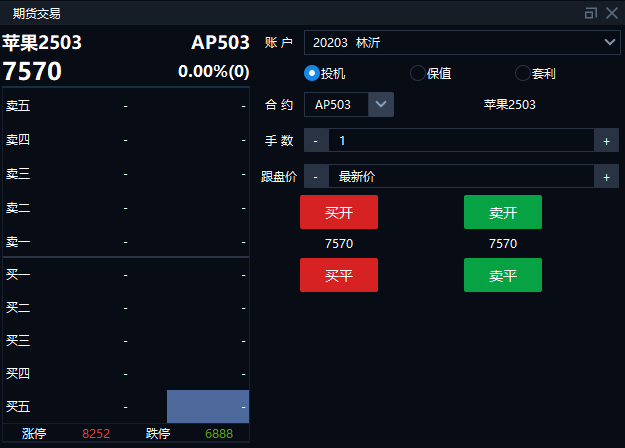 期货交易
苹果2503 AP503
7570 0.00%(0)
卖五 - -
卖四 - -
卖三 - -
卖二 - -
卖一 - -
买一 - -
买二 - -
买三 - -
买四 - -
买五 - -
涨停 8252 跌停 6888
账户 20203 林沂
投机 保值 套利
合约 AP503 苹果2503
手数 - 1 +
跟盘价 - 最新价 +
买开 卖开
7570 7570
买平 卖平